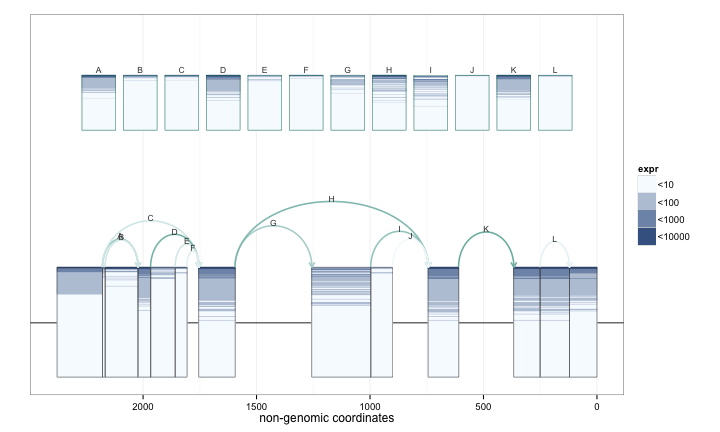 A B C D E F G H I J K L
expr
<10
<100
<1000
<10000
H
C
G
D
I
K
B
J
E
L
F
2000 1500 1000 500 0
non-genomic coordinates